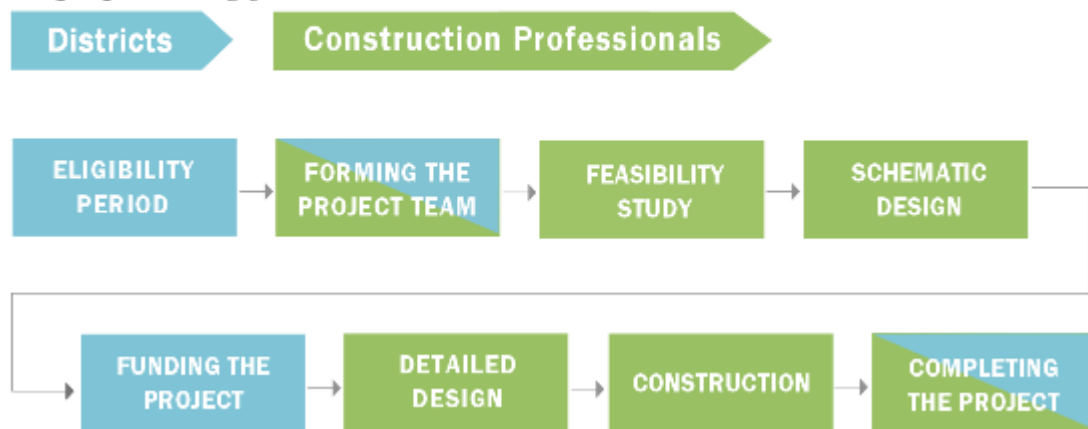 Districts
Construction Professionals
ELIGIBILITY
PERIOD
FORMING THE
PROJECT TEAM
FEASIBILITY
STUDY
SCHEMATIC
DESIGN
FUNDING THE
PROJECT
DETAILED
DESIGN
CONSTRUCTION
COMPLETING
THE PROJECT